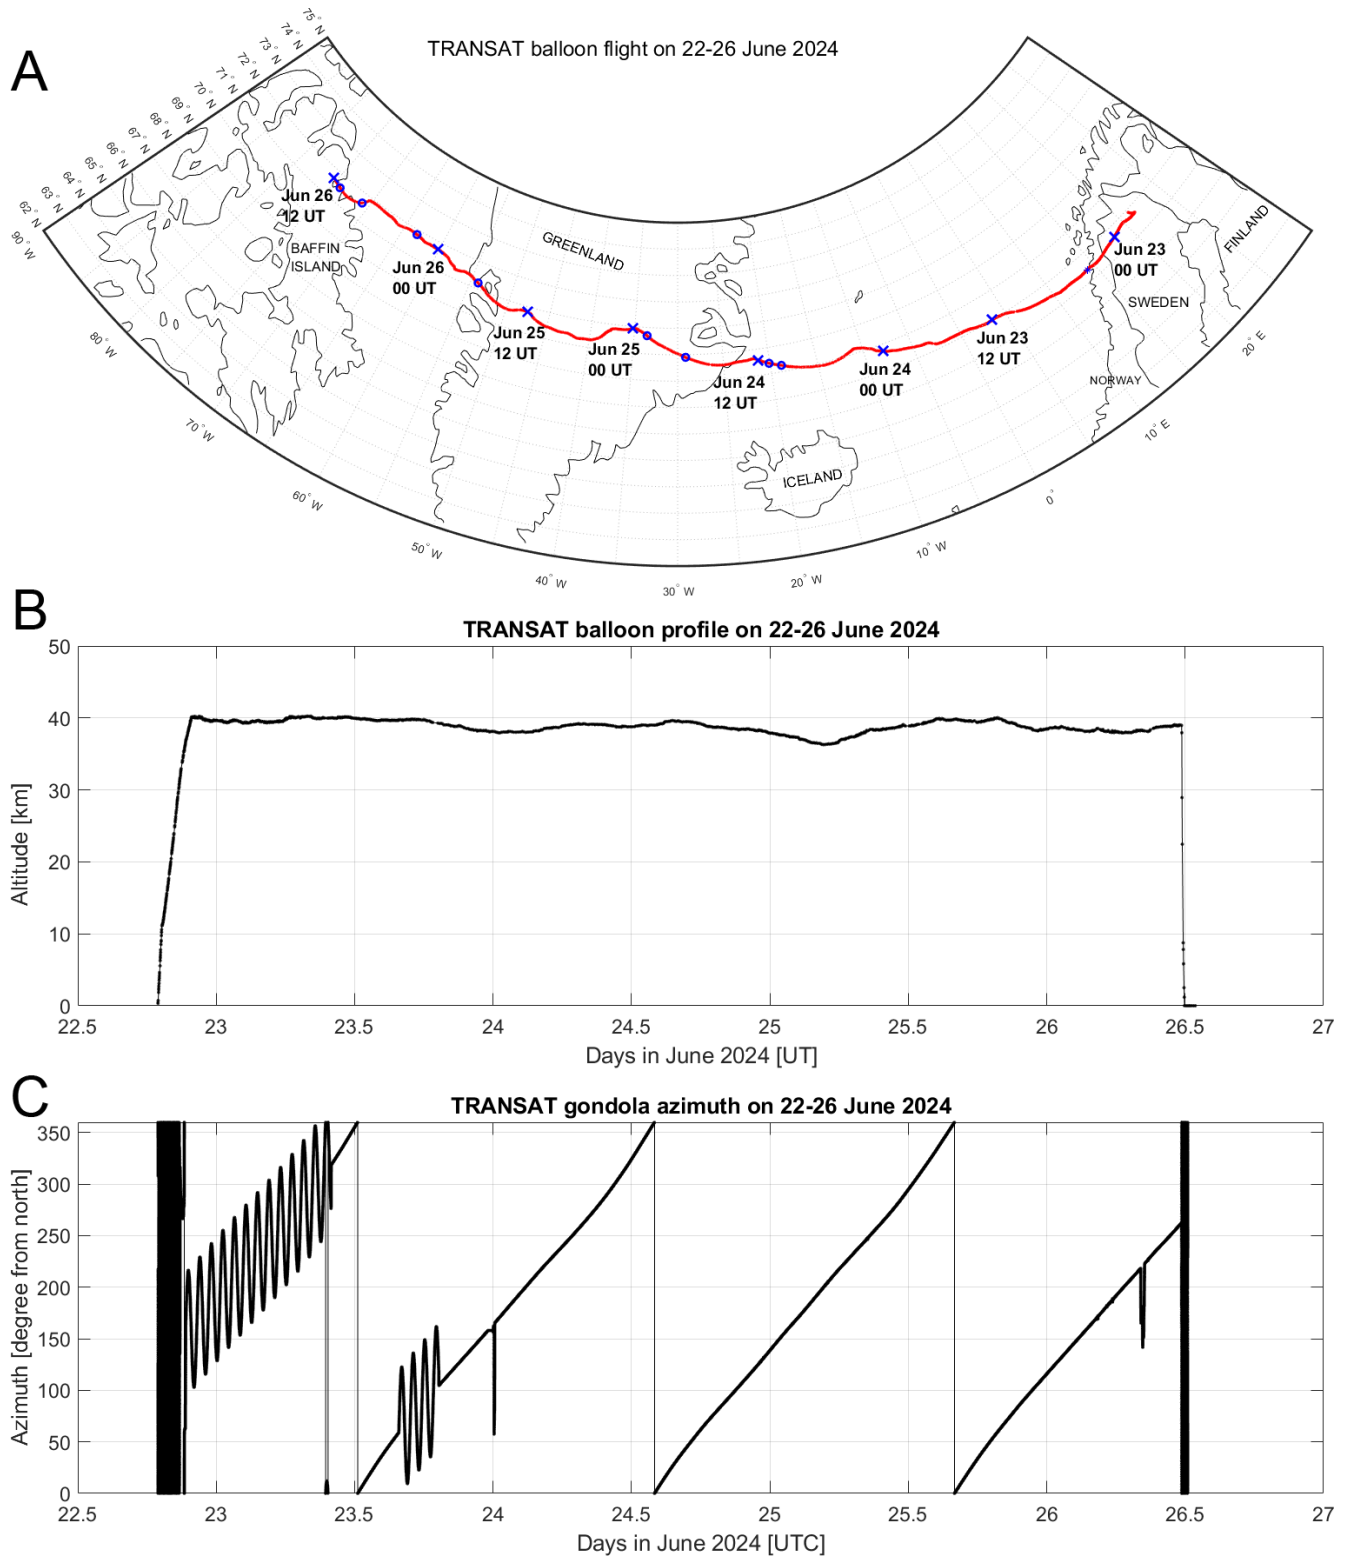 A
TRANSAT balloon flight on 22-26 June 2024
75° N
74° N
73° N
72° N
71° N
70° N
69° N
68° N
67° N
66° N
65° N
64° N
63° N
62° N
90° W
80° W
70° W
60° W
50° W
40° W
30° W
20° W
10° W
0°
10° E
20° E
Jun 26
12 UT
BAFFIN
ISLAND
Jun 26
00 UT
GREENLAND
Jun 25
12 UT
Jun 25
00 UT
Jun 24
12 UT
ICELAND
Jun 24
00 UT
Jun 23
12 UT
Jun 23
00 UT
FINLAND
SWEDEN
NORWAY
B
TRANSAT balloon profile on 22-26 June 2024
Altitude [km]
50
40
30
20
10
0
22.5 23 23.5 24 24.5 25 25.5 26 26.5 27
Days in June 2024 [UT]
C
TRANSAT gondola azimuth on 22-26 June 2024
Azimuth [degree from north]
350
300
250
200
150
100
50
0
22.5 23 23.5 24 24.5 25 25.5 26 26.5 27
Days in June 2024 [UTC]